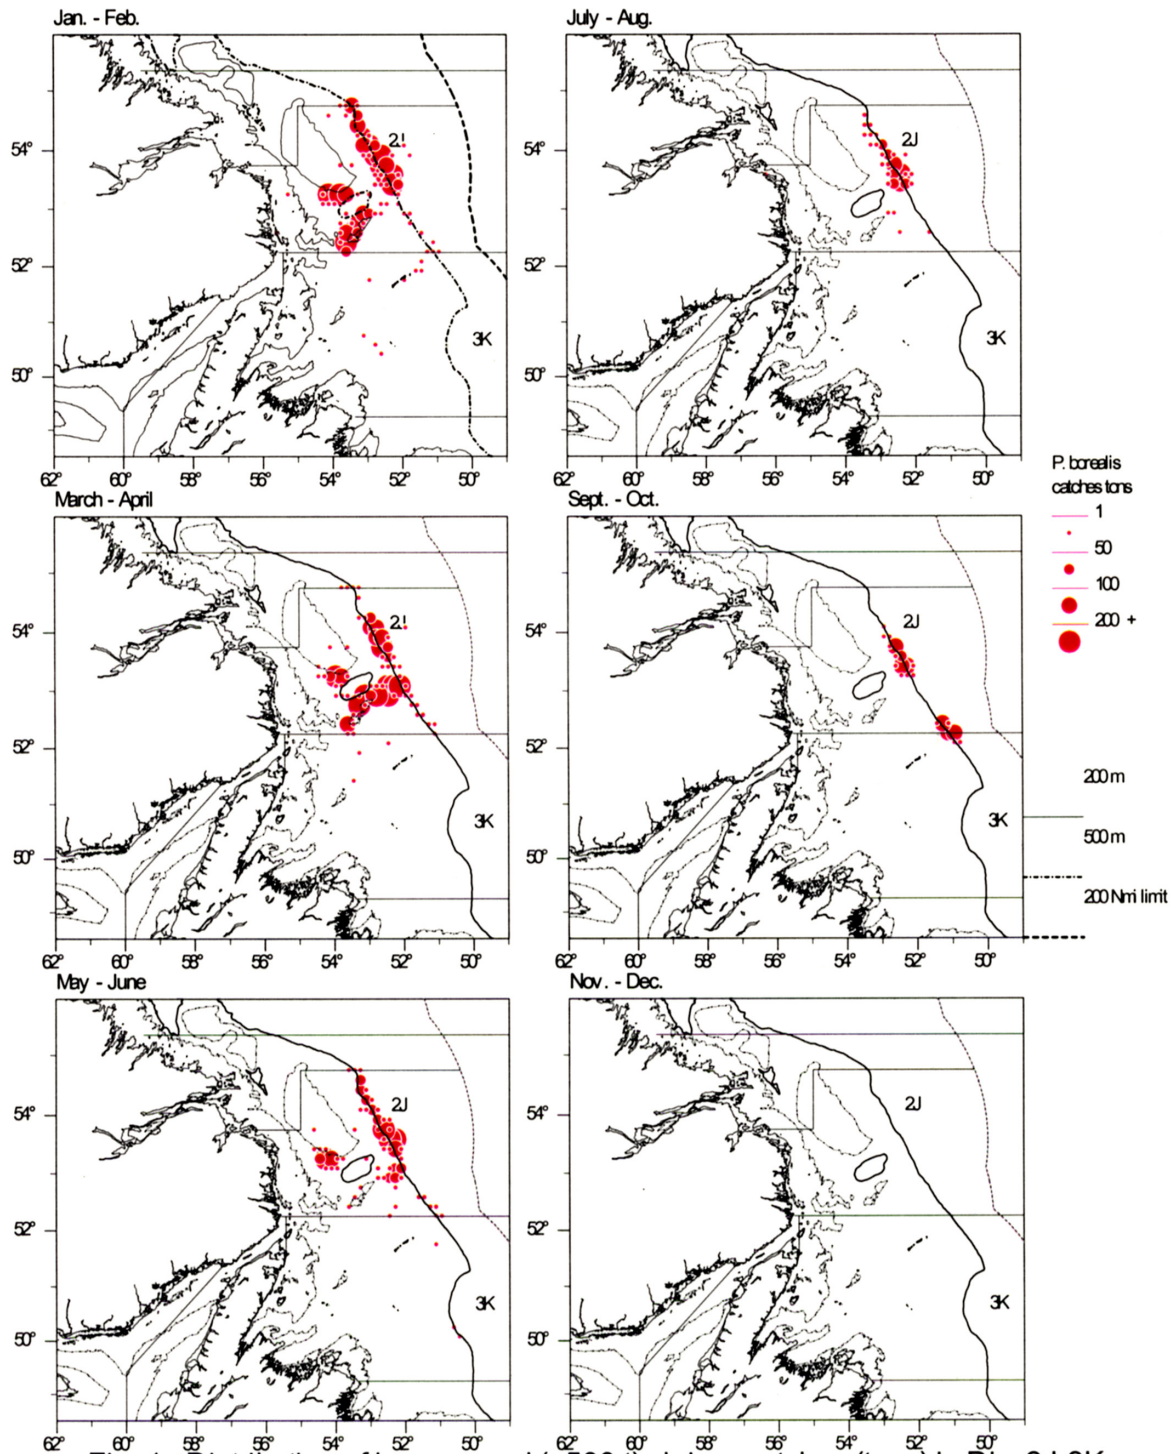 Jan. - Feb.
54°
52°
50°
2J
3K
62° 60° 58° 56° 54° 52° 50°
July - Aug.
54°
52°
50°
2J
3K
62° 60° 58° 56° 54° 52° 50°
March - April
54°
52°
50°
2J
3K
62° 60° 58° 56° 54° 52° 50°
Sept. - Oct.
54°
52°
50°
2J
3K
62° 60° 58° 56° 54° 52° 50°
May - June
54°
52°
50°
2J
3K
62° 60° 58° 56° 54° 52° 50°
Nov. - Dec.
54°
52°
50°
2J
3K
62° 60° 58° 56° 54° 52° 50°
P. borealis
catches tons
1
50
100
200 +
200 m
500 m
200 Nmi limit